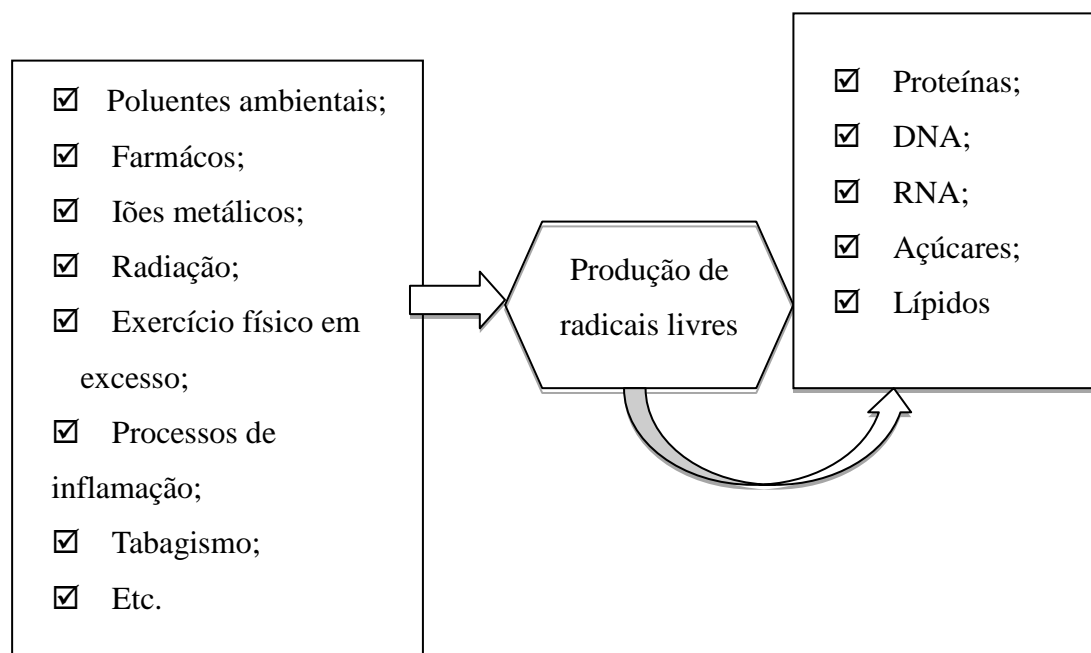 ☑ Poluentes ambientais;
☑ Farmácos;
☑ Iões metálicos;
☑ Radiação;
☑ Exercício físico em
excesso;
☑ Processos de
inflamação;
☑ Tabagismo;
☑ Etc.
Produção de
radicais livres
☑ Proteínas;
☑ DNA;
☑ RNA;
☑ Açúcares;
☑ Lípidos